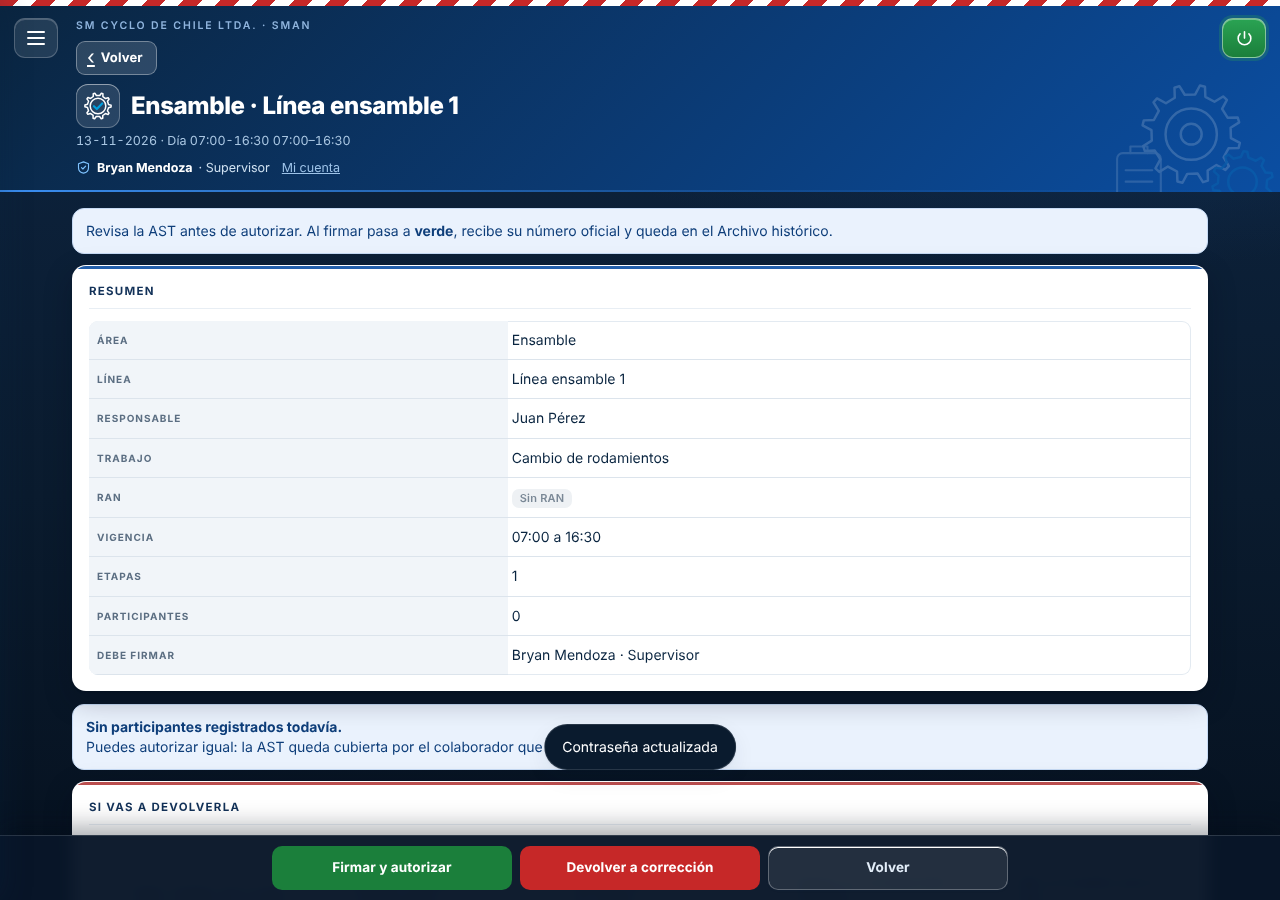 SM CYCLO DE CHILE LTDA. · SMAN
‹ Volver
Ensamble · Línea ensamble 1
13-11-2026 · Día 07:00-16:30 07:00–16:30
Bryan Mendoza · Supervisor Mi cuenta
Revisa la AST antes de autorizar. Al firmar pasa a verde, recibe su número oficial y queda en el Archivo histórico.
RESUMEN
ÁREA Ensamble
LÍNEA Línea ensamble 1
RESPONSABLE Juan Pérez
TRABAJO Cambio de rodamientos
RAN Sin RAN
VIGENCIA 07:00 a 16:30
ETAPAS 1
PARTICIPANTES 0
DEBE FIRMAR Bryan Mendoza · Supervisor
Sin participantes registrados todavía.
Puedes autorizar igual: la AST queda cubierta por el colaborador que
Contraseña actualizada
SI VAS A DEVOLVERLA
Firmar y autorizar Devolver a corrección Volver